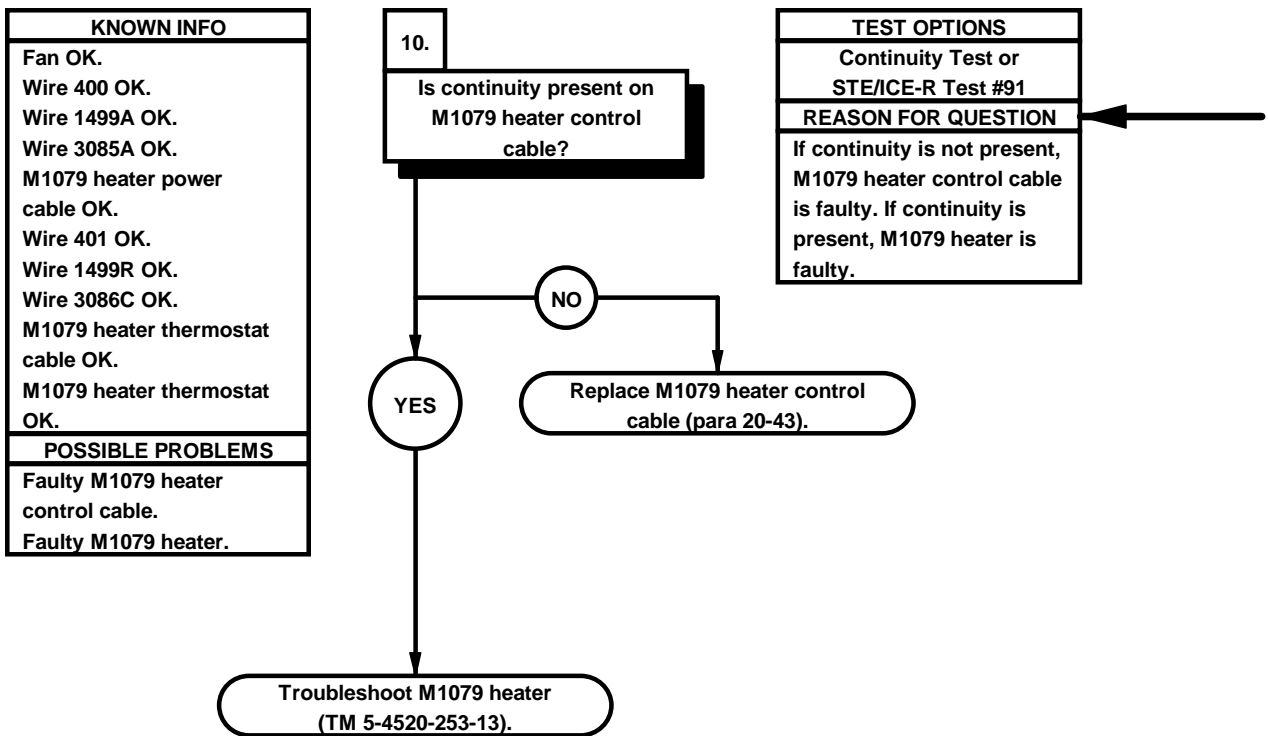 KNOWN INFO
Fan OK.
Wire 400 OK.
Wire 1499A OK.
Wire 3085A OK.
M1079 heater power
cable OK.
Wire 401 OK.
Wire 1499R OK.
Wire 3086C OK.
M1079 heater thermostat
cable OK.
M1079 heater thermostat
OK.
POSSIBLE PROBLEMS
Faulty M1079 heater
control cable.
Faulty M1079 heater.
10.
Is continuity present on
M1079 heater control
cable?
NO
YES
Replace M1079 heater control
cable (para 20-43).
Troubleshoot M1079 heater
(TM 5-4520-253-13).
TEST OPTIONS
Continuity Test or
STE/ICE-R Test #91
REASON FOR QUESTION
If continuity is not present,
M1079 heater control cable
is faulty. If continuity is
present, M1079 heater is
faulty.